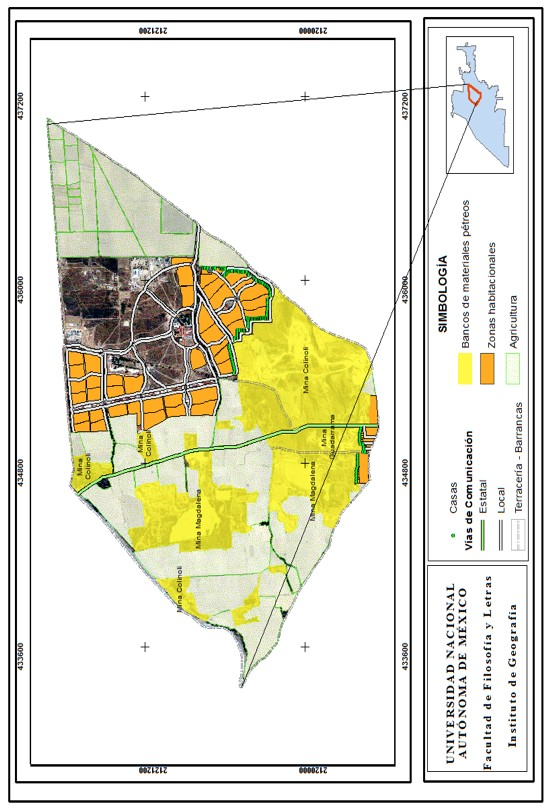 2121200
2120000
437200
437200
436000
436000
434800
434800
433600
433600
2121200
2120000
Mina Colinoli
Mina
Colinoli
Mina
Colinoli
Mina
Mina Magdalena
Mina Magdalena
Mina Colinoli
SIMBOLOGÍA
Bancos de materiales pétreos
Zonas habitacionales
Agricultura
Casas
Vías de Comunicación
Estatal
Local
Terracería - Barrancas
UNIVERSIDAD NACIONAL
AUTÓNOMA DE MÉXICO
Facultad de Filosofía y Letras
Instituto de Geografía